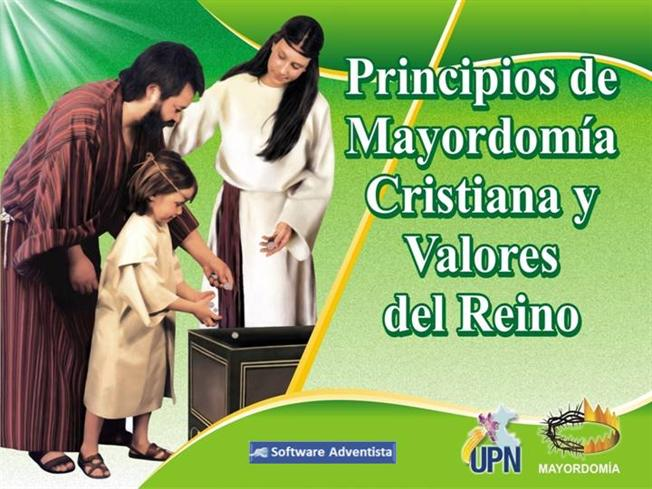 Principios de
Mayordomía
Cristiana y
Valores
del Reino
Software Adventista
UPN
MAYORDOMÍA